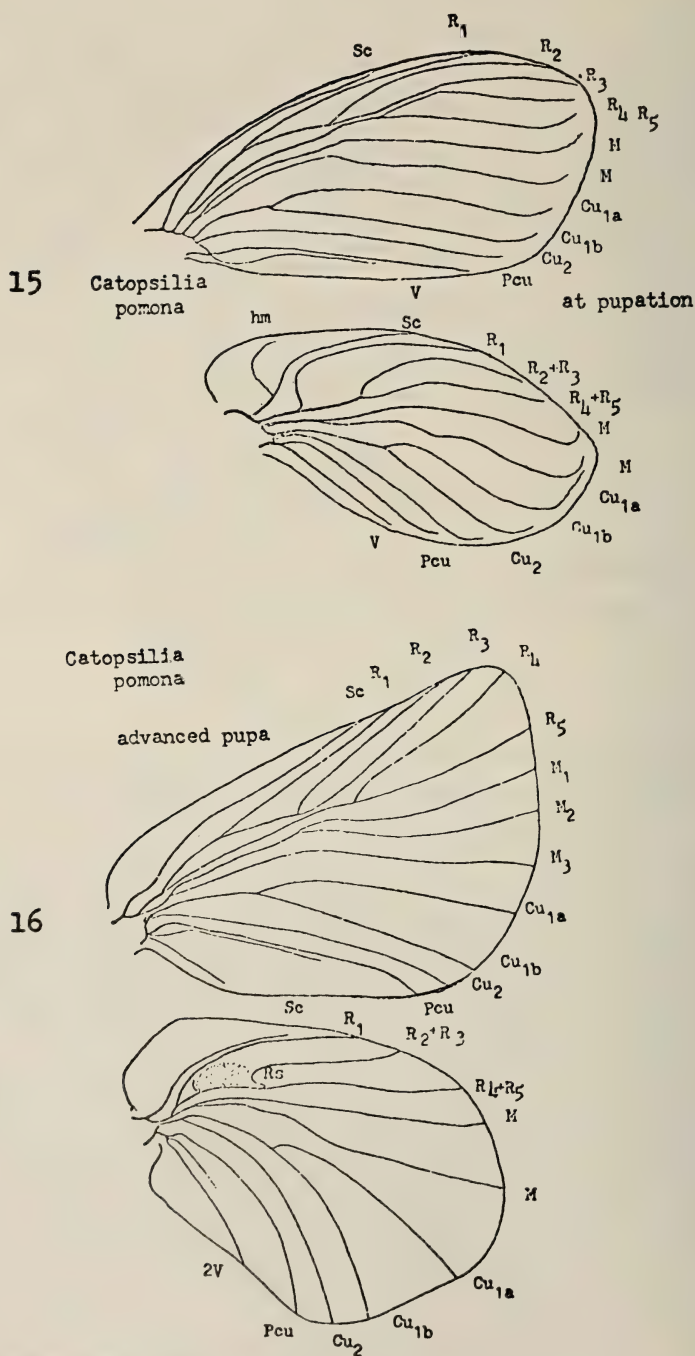 R1
Sc
R2
R3
R4 R5
M
M
Cu1a
Cu1b
Cu2
Pcu
V
15
Catopsilia
pomona
at pupation
hm
Sc
R1
R2+R3
R4+R5
M
M
Cu1a
Cu1b
Cu2
Pcu
V
Catopsilia
pomona
advanced pupa
Sc
R1
R2
R3
R4
R5
M1
M2
M3
Cu1a
Cu1b
Cu2
Pcu
16
Sc
R1
R2+R3
Rs
R4+R5
M
M
Cu1a
Cu1b
Cu2
Pcu
2V